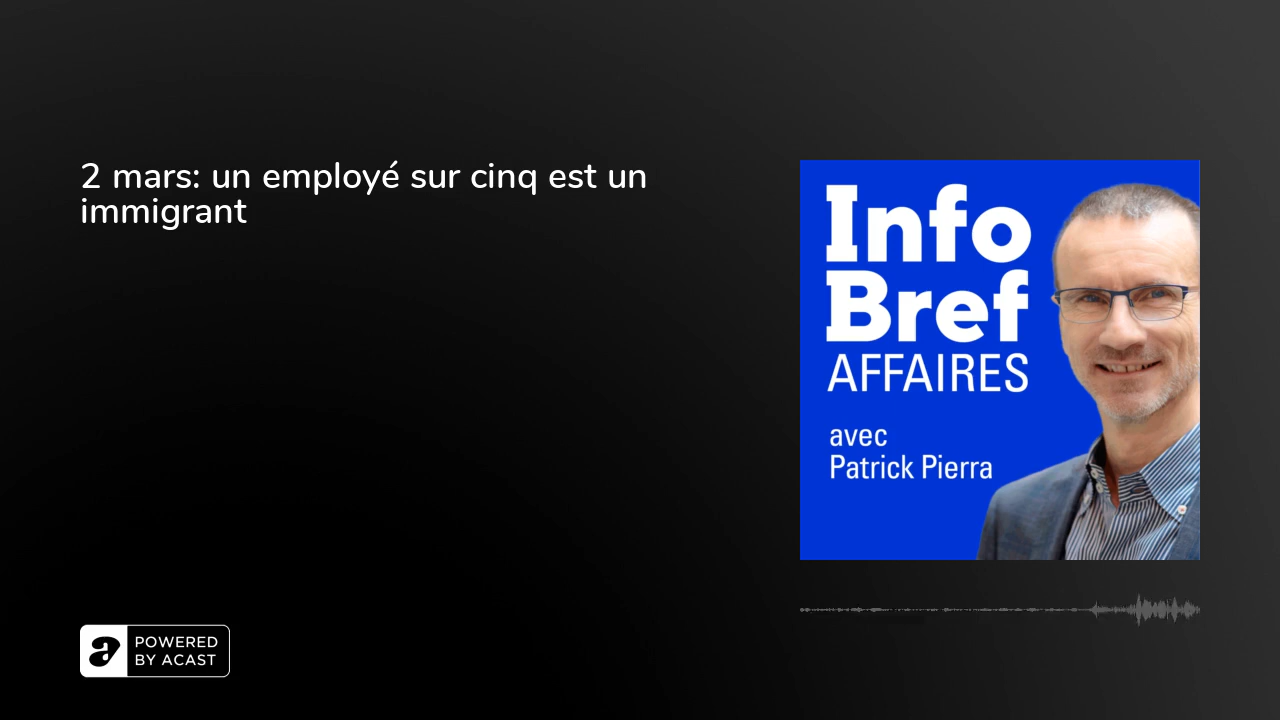 2 mars: un employé sur cinq est un
immigrant
Info
Bref
AFFAIRES
avec
Patrick Pierra
a
POWERED
BY ACAST